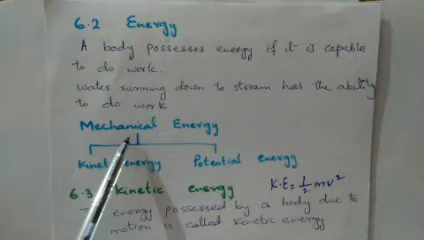 6.2 Energy
A body possesses energy if it is capable
to do work.
Water running down to stream has the ability
to do work
Mechanical Energy
Kinetic energy Potential energy
6.3 Kinetic energy K.E = 1/2 mv²
energy possessed by a body due to
motion is called kinetic energy